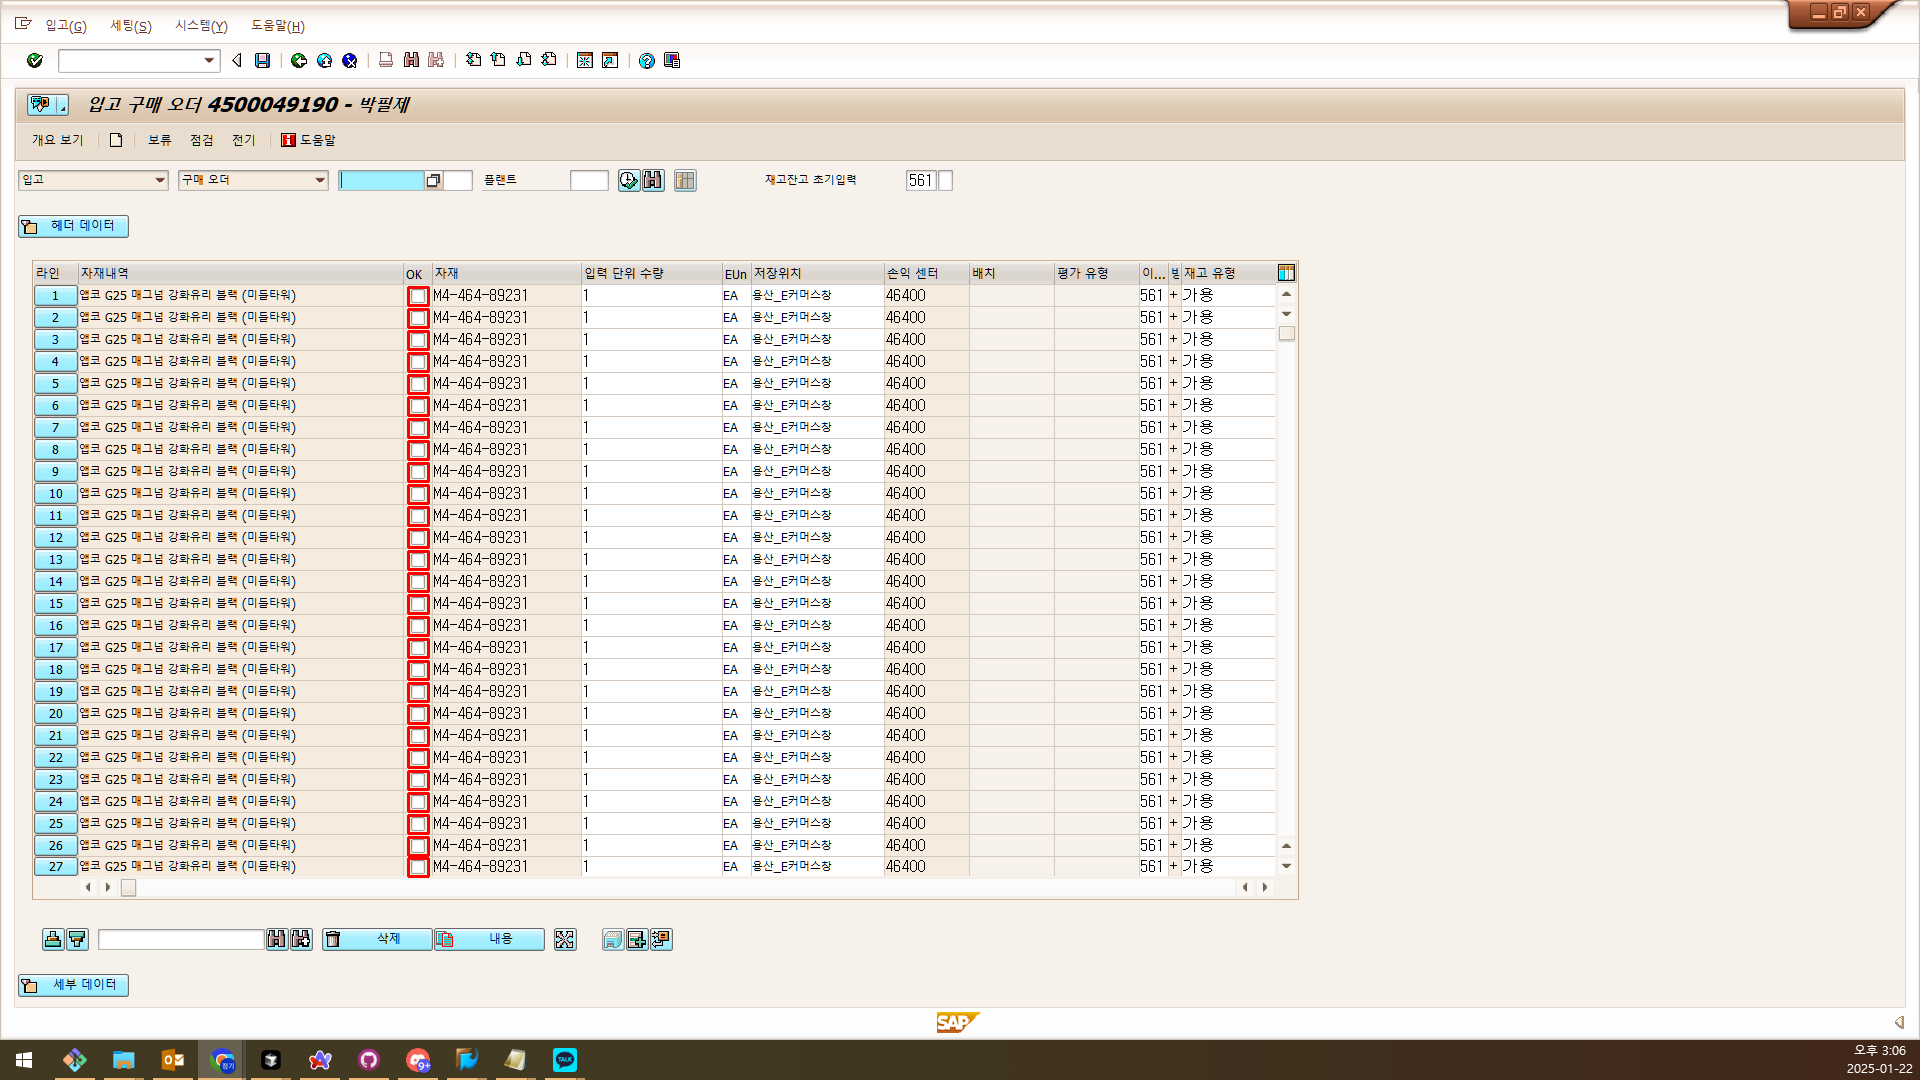 입고(G) 세팅(S) 시스템(Y) 도움말(H)
입고 구매 오더 4500049190 - 박필제
개요 보기 보류 점검 전기 도움말
입고 구매 오더 플랜트 재고잔고 초기입력 561
헤더 데이터
라인 자재내역 OK 자재 입력 단위 수량 EUn 저장위치 손익 센터 배치 평가 유형 이... 재고 유형
1 앱코 G25 매그넘 강화유리 블랙 (미들타워) M4-464-89231 1 EA 용산_E커머스창 46400 561 + 가용
2 앱코 G25 매그넘 강화유리 블랙 (미들타워) M4-464-89231 1 EA 용산_E커머스창 46400 561 + 가용
3 앱코 G25 매그넘 강화유리 블랙 (미들타워) M4-464-89231 1 EA 용산_E커머스창 46400 561 + 가용
4 앱코 G25 매그넘 강화유리 블랙 (미들타워) M4-464-89231 1 EA 용산_E커머스창 46400 561 + 가용
5 앱코 G25 매그넘 강화유리 블랙 (미들타워) M4-464-89231 1 EA 용산_E커머스창 46400 561 + 가용
6 앱코 G25 매그넘 강화유리 블랙 (미들타워) M4-464-89231 1 EA 용산_E커머스창 46400 561 + 가용
7 앱코 G25 매그넘 강화유리 블랙 (미들타워) M4-464-89231 1 EA 용산_E커머스창 46400 561 + 가용
8 앱코 G25 매그넘 강화유리 블랙 (미들타워) M4-464-89231 1 EA 용산_E커머스창 46400 561 + 가용
9 앱코 G25 매그넘 강화유리 블랙 (미들타워) M4-464-89231 1 EA 용산_E커머스창 46400 561 + 가용
10 앱코 G25 매그넘 강화유리 블랙 (미들타워) M4-464-89231 1 EA 용산_E커머스창 46400 561 + 가용
11 앱코 G25 매그넘 강화유리 블랙 (미들타워) M4-464-89231 1 EA 용산_E커머스창 46400 561 + 가용
12 앱코 G25 매그넘 강화유리 블랙 (미들타워) M4-464-89231 1 EA 용산_E커머스창 46400 561 + 가용
13 앱코 G25 매그넘 강화유리 블랙 (미들타워) M4-464-89231 1 EA 용산_E커머스창 46400 561 + 가용
14 앱코 G25 매그넘 강화유리 블랙 (미들타워) M4-464-89231 1 EA 용산_E커머스창 46400 561 + 가용
15 앱코 G25 매그넘 강화유리 블랙 (미들타워) M4-464-89231 1 EA 용산_E커머스창 46400 561 + 가용
16 앱코 G25 매그넘 강화유리 블랙 (미들타워) M4-464-89231 1 EA 용산_E커머스창 46400 561 + 가용
17 앱코 G25 매그넘 강화유리 블랙 (미들타워) M4-464-89231 1 EA 용산_E커머스창 46400 561 + 가용
18 앱코 G25 매그넘 강화유리 블랙 (미들타워) M4-464-89231 1 EA 용산_E커머스창 46400 561 + 가용
19 앱코 G25 매그넘 강화유리 블랙 (미들타워) M4-464-89231 1 EA 용산_E커머스창 46400 561 + 가용
20 앱코 G25 매그넘 강화유리 블랙 (미들타워) M4-464-89231 1 EA 용산_E커머스창 46400 561 + 가용
21 앱코 G25 매그넘 강화유리 블랙 (미들타워) M4-464-89231 1 EA 용산_E커머스창 46400 561 + 가용
22 앱코 G25 매그넘 강화유리 블랙 (미들타워) M4-464-89231 1 EA 용산_E커머스창 46400 561 + 가용
23 앱코 G25 매그넘 강화유리 블랙 (미들타워) M4-464-89231 1 EA 용산_E커머스창 46400 561 + 가용
24 앱코 G25 매그넘 강화유리 블랙 (미들타워) M4-464-89231 1 EA 용산_E커머스창 46400 561 + 가용
25 앱코 G25 매그넘 강화유리 블랙 (미들타워) M4-464-89231 1 EA 용산_E커머스창 46400 561 + 가용
26 앱코 G25 매그넘 강화유리 블랙 (미들타워) M4-464-89231 1 EA 용산_E커머스창 46400 561 + 가용
27 앱코 G25 매그넘 강화유리 블랙 (미들타워) M4-464-89231 1 EA 용산_E커머스창 46400 561 + 가용
삭제 내용
세부 데이터
SAP
9+ TALK
오후 3:06
2025-01-22